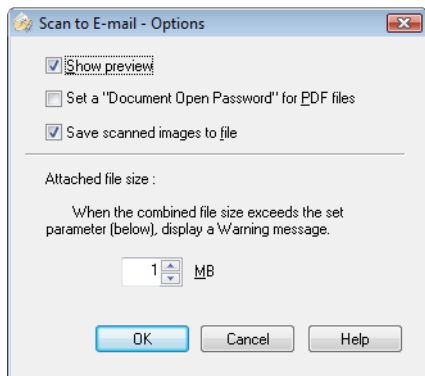 Scan to E-mail - Options
Show preview
Set a "Document Open Password" for PDF files
Save scanned images to file
Attached file size :
When the combined file size exceeds the set
parameter (below), display a Warning message.
1 MB
OK Cancel Help